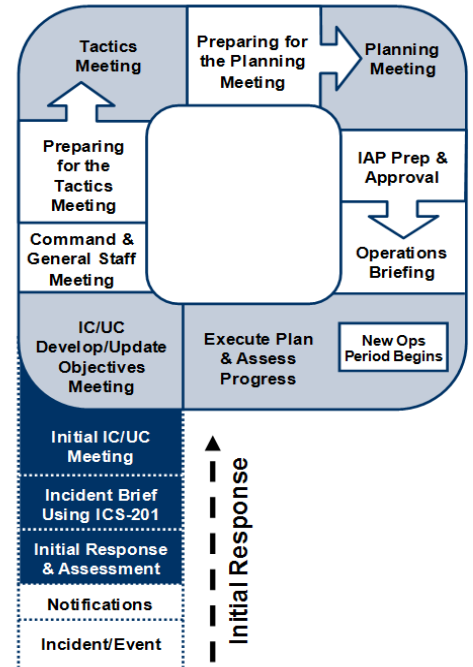 Tactics
Meeting
Preparing for
the Planning
Meeting
Planning
Meeting
Preparing
for the
Tactics
Meeting
IAP Prep &
Approval
Command &
General Staff
Meeting
Operations
Briefing
IC/UC
Develop/Update
Objectives
Meeting
Execute Plan
& Assess
Progress
New Ops
Period Begins
Initial IC/UC
Meeting
Incident Brief
Using ICS-201
Initial Response
& Assessment
Notifications
Incident/Event
Initial Response